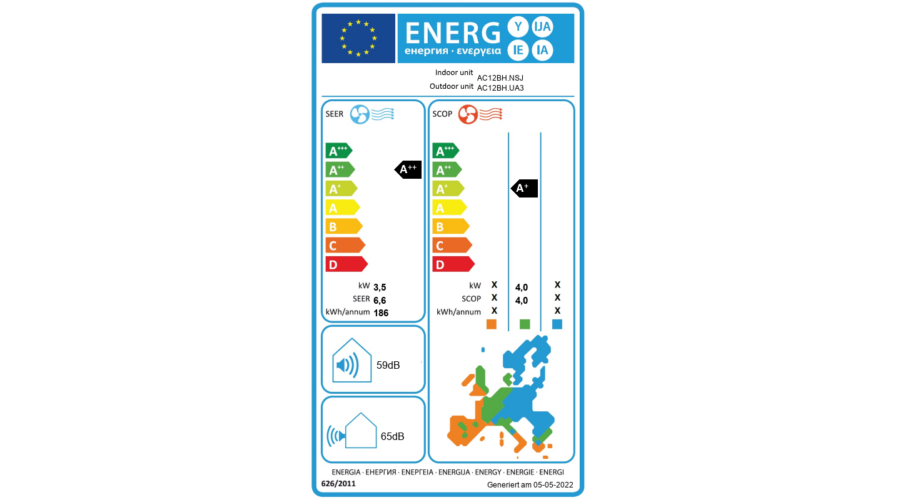 ENERG Y IJA IE IA
енергия · ενεργεια
Indoor unit AC12BH.NSJ
Outdoor unit AC12BH.UA3
SEER
A+++
A++
A+
A
B
C
D
A++
kW 3,5
SEER 6,6
kWh/annum 186
SCOP
A+++
A++
A+
A
B
C
D
A+
kW X 4,0 X
SCOP X 4,0 X
kWh/annum X X
59dB
65dB
ENERGIA · ЕНЕРГИЯ · ΕΝΕΡΓΕΙΑ · ENERGIJA · ENERGY · ENERGIE · ENERGI
626/2011
Generiert am 05-05-2022